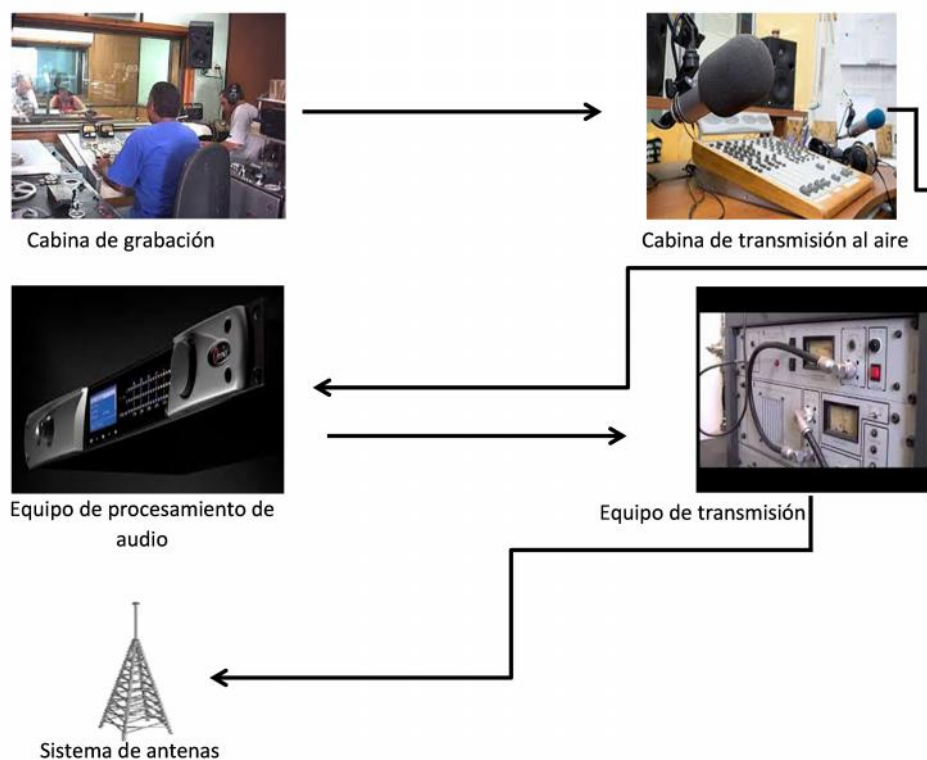 Cabina de grabación
Cabina de transmisión al aire
Equipo de procesamiento de
audio
Equipo de transmisión
Sistema de antenas